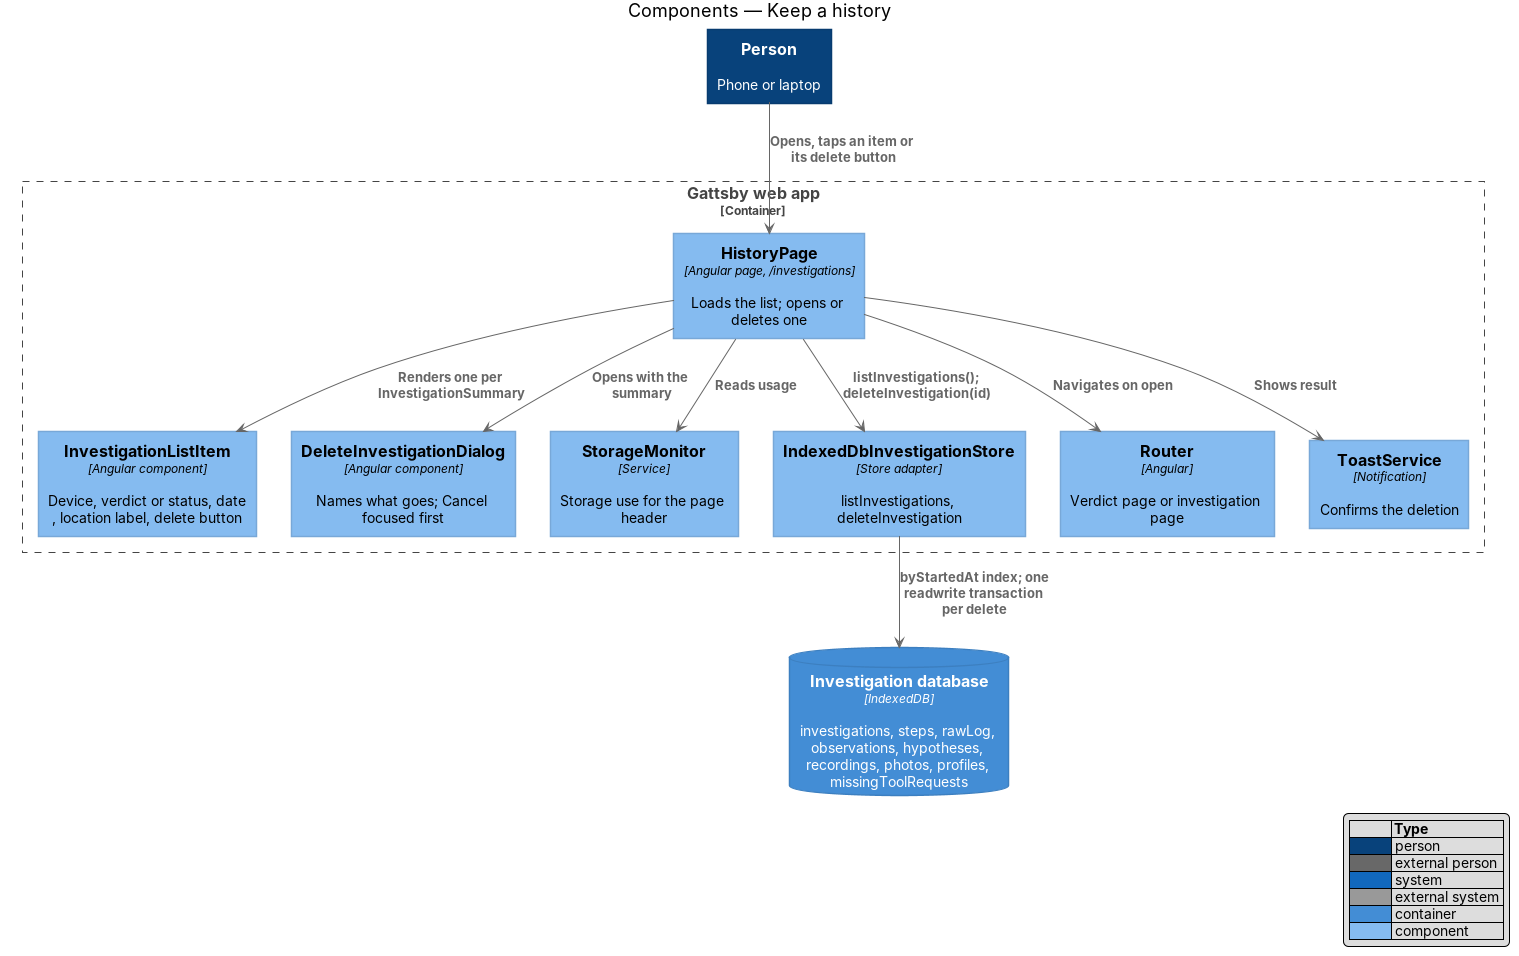 Components — Keep a history
Person
Phone or laptop
Opens, taps an item or
its delete button
Gattsby web app
[Container]
HistoryPage
[Angular page, /investigations]
Loads the list; opens or
deletes one
Renders one per
InvestigationSummary
Opens with the
summary
Reads usage
listInvestigations();
deleteInvestigation(id)
Navigates on open
Shows result
InvestigationListItem
[Angular component]
Device, verdict or status, date
, location label, delete button
DeleteInvestigationDialog
[Angular component]
Names what goes; Cancel
focused first
StorageMonitor
[Service]
Storage use for the page
header
IndexedDbInvestigationStore
[Store adapter]
listInvestigations,
deleteInvestigation
Router
[Angular]
Verdict page or investigation
page
ToastService
[Notification]
Confirms the deletion
byStartedAt index; one
readwrite transaction
per delete
Investigation database
[IndexedDB]
investigations, steps, rawLog,
observations, hypotheses,
recordings, photos, profiles,
missingToolRequests
Type
person
external person
system
external system
container
component